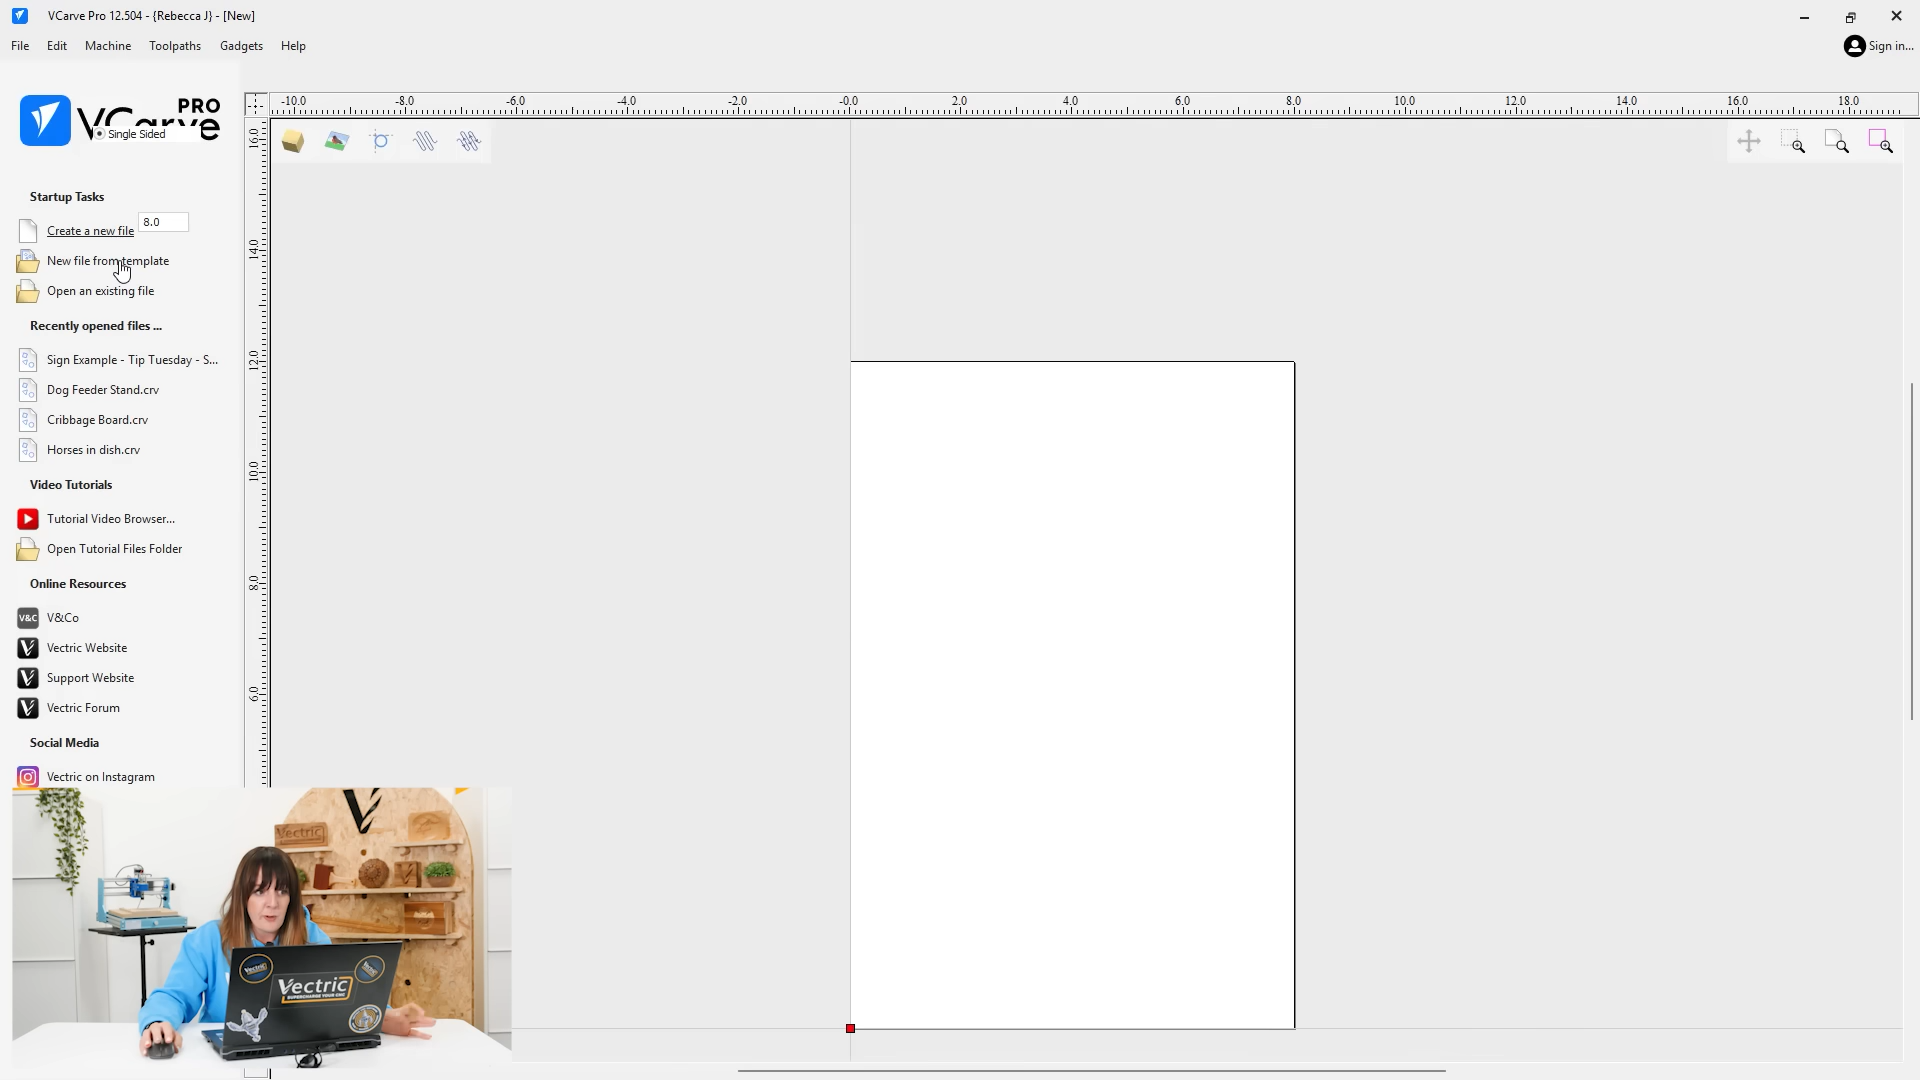 VCarve Pro 12.504 - {Rebecca J} - [New]
File Edit Machine Toolpaths Gadgets Help
Sign in...
VCarve PRO
Single Sided
Startup Tasks
Create a new file
8.0
New file from template
Open an existing file
Recently opened files ...
Sign Example - Tip Tuesday - S...
Dog Feeder Stand.crv
Cribbage Board.crv
Horses in dish.crv
Video Tutorials
Tutorial Video Browser...
Open Tutorial Files Folder
Online Resources
V&C V&Co
Vectric Website
Support Website
Vectric Forum
Social Media
Vectric on Instagram
-10.0 -8.0 -6.0 -4.0 -2.0 -0.0 2.0 4.0 6.0 8.0 10.0 12.0 14.0 16.0 18.0
16.0
14.0
12.0
10.0
8.0
6.0
Vectric
Vectric
Vectric
SUPERCHARGE YOUR CNC